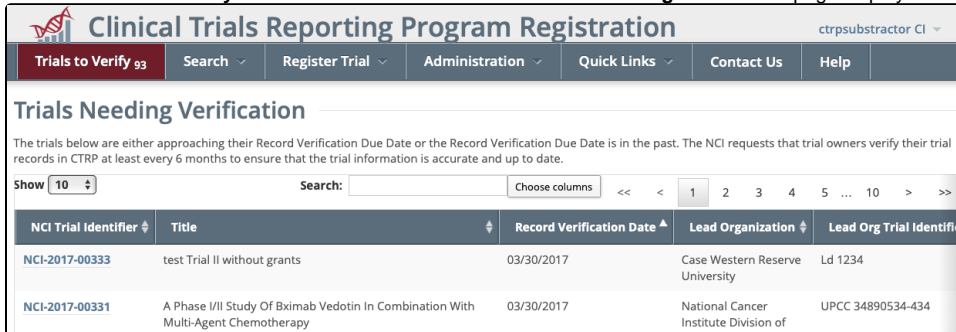 Clinical Trials Reporting Program Registration
ctrpsubstractor CI
Trials to Verify 93 Search Register Trial Administration Quick Links Contact Us Help
Trials Needing Verification
The trials below are either approaching their Record Verification Due Date or the Record Verification Due Date is in the past. The NCI requests that trial owners verify their trial
records in CTRP at least every 6 months to ensure that the trial information is accurate and up to date.
Show 10 Search: Choose columns << < 1 2 3 4 5 ... 10 > >>
NCI Trial Identifier Title Record Verification Date Lead Organization Lead Org Trial
NCI-2017-00333 test Trial II without grants 03/30/2017 Case Western Reserve Ld 1234
University
NCI-2017-00331 A Phase I/II Study Of Bximab Vedotin In Combination With 03/30/2017 National Cancer UPCC 34890534-434
Multi-Agent Chemotherapy Institute Division of